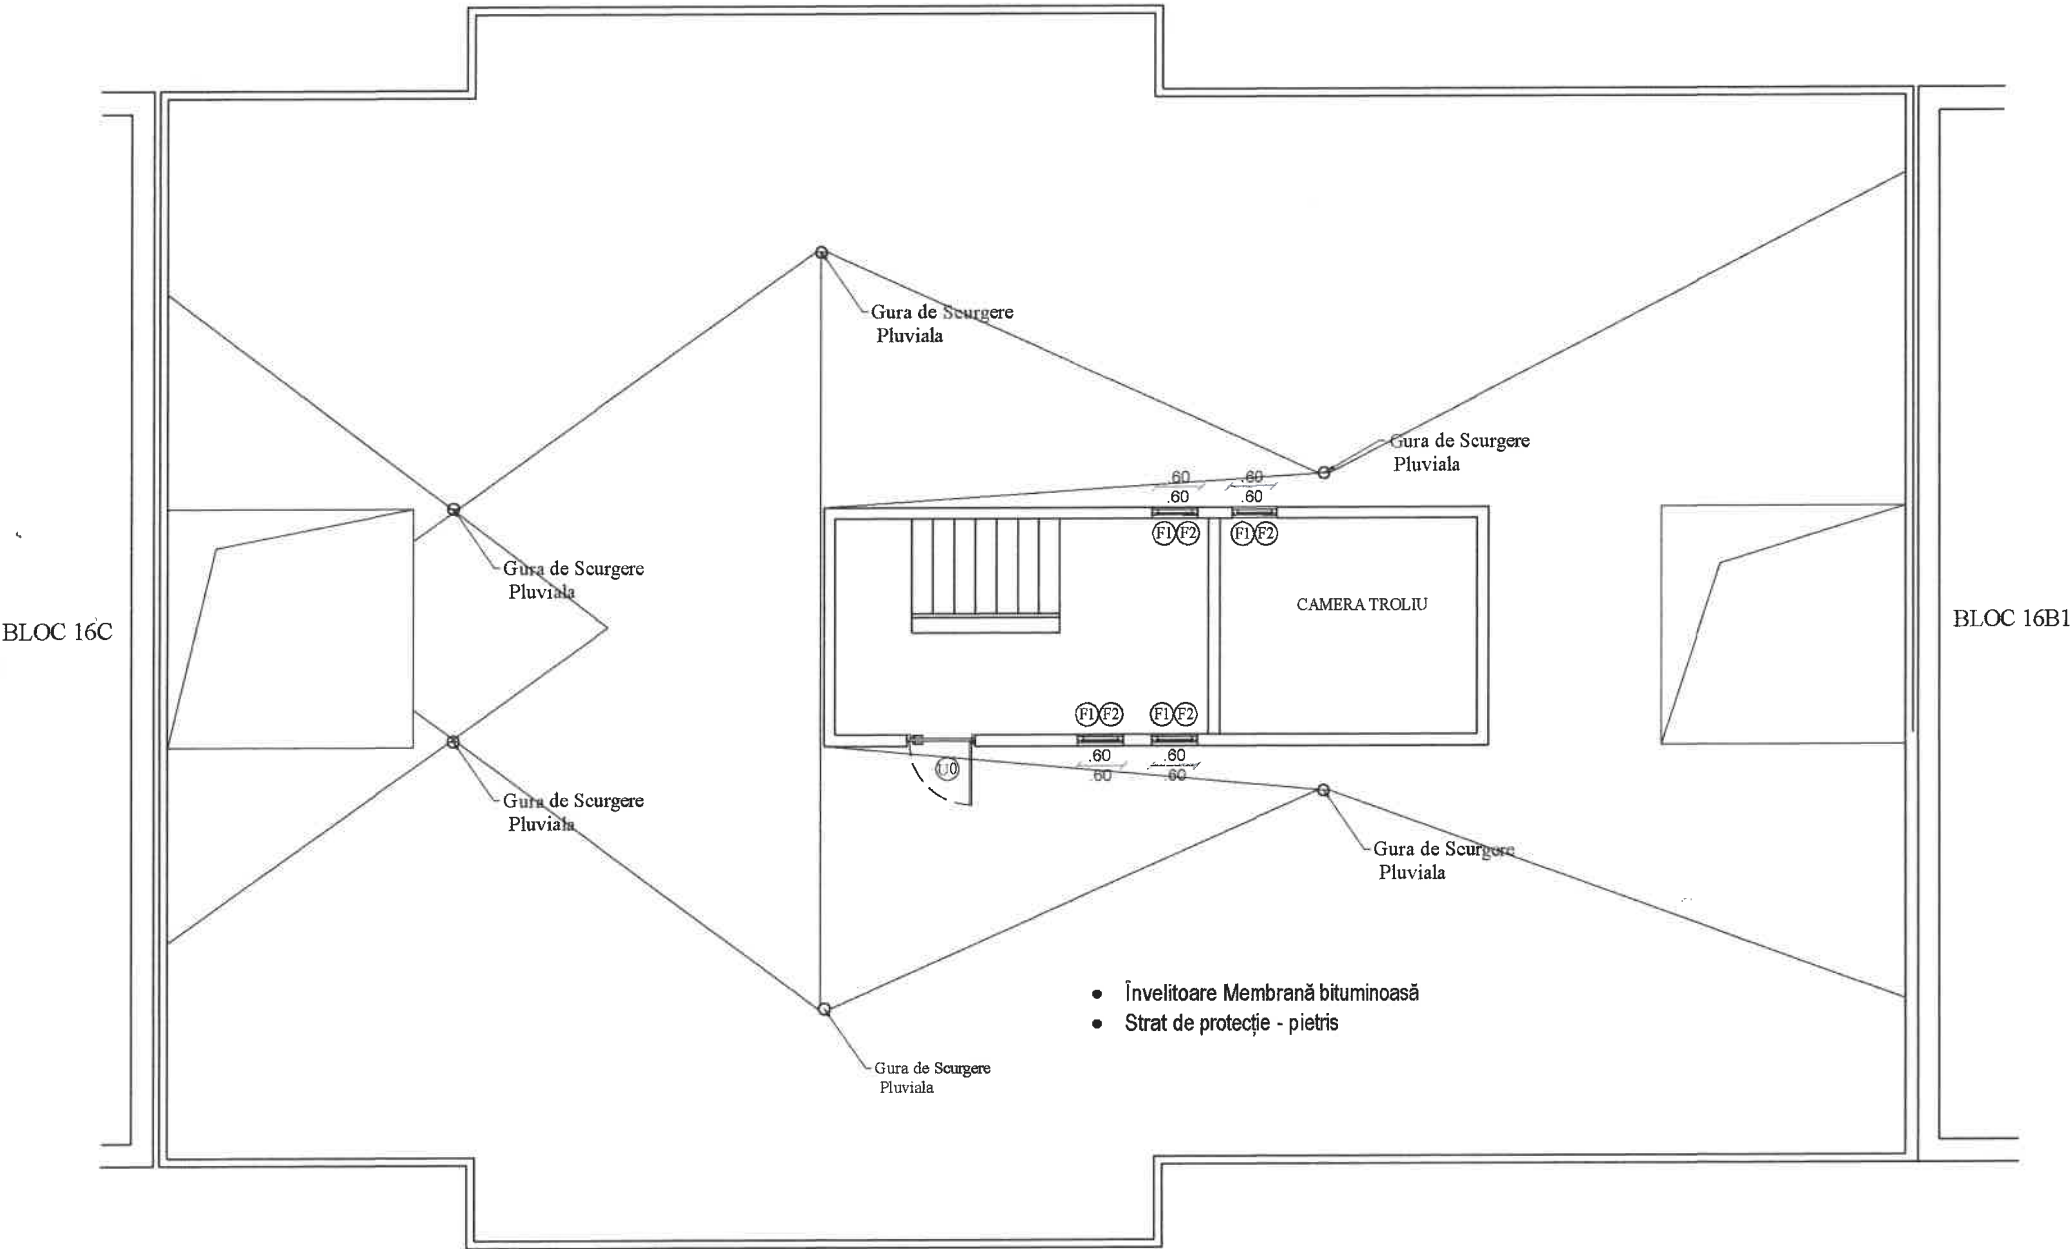 Gura de Scurgere
Pluviala
Gura de Scurgere
Pluviala
.60
.60
.60
.60
F1 F2
F1 F2
Gura de Scurgere
Pluviala
CAMERA TROLIU
BLOC 16C
BLOC 16B1
F1 F2
F1 F2
.60
.60
.60
.60
U0
Gura de Scurgere
Pluviala
Gura de Scurgere
Pluviala
• Învelitoare Membrană bituminoasă
• Strat de protecție - pietris
Gura de Scurgere
Pluviala